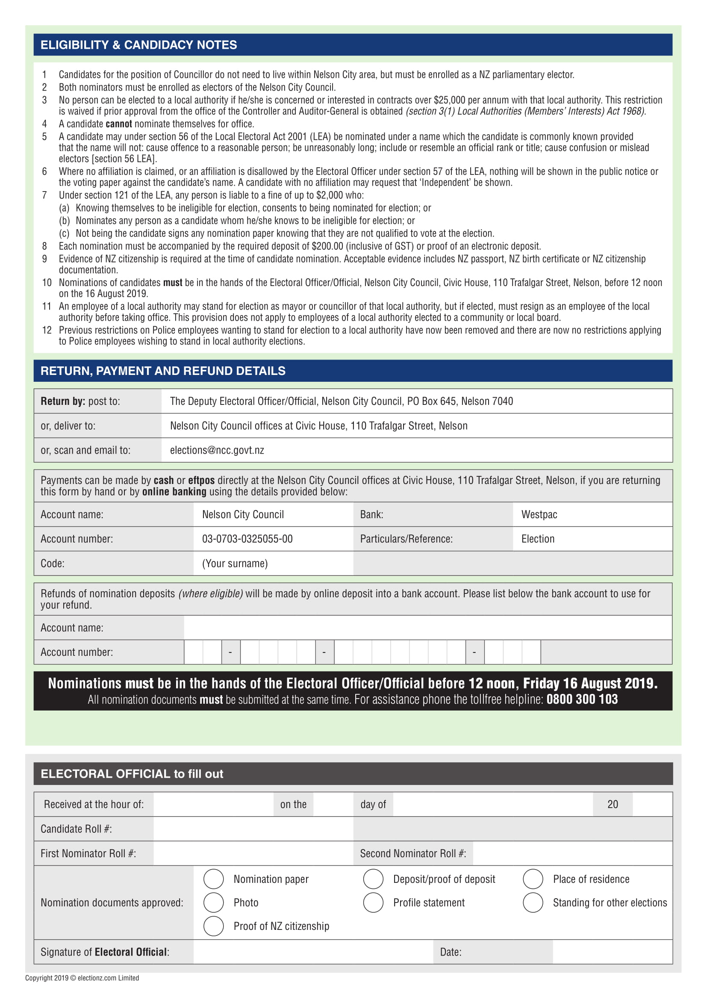 ELIGIBILITY & CANDIDACY NOTES
1 Candidates for the position of Councillor do not need to live within Nelson City area, but must be enrolled as a NZ parliamentary elector.
2 Both nominators must be enrolled as electors of the Nelson City Council.
3 No person can be elected to a local authority if he/she is concerned or interested in contracts over $25,000 per annum with that local authority. This restriction
is waived if prior approval from the office of the Controller and Auditor-General is obtained (section 3(1) Local Authorities (Members’ Interests) Act 1968).
4 A candidate cannot nominate themselves for office.
5 A candidate may under section 56 of the Local Electoral Act 2001 (LEA) be nominated under a name which the candidate is commonly known provided
that the name will not: cause offence to a reasonable person; be unreasonably long; include or resemble an official rank or title; cause confusion or mislead
electors [section 56 LEA].
6 Where no affiliation is claimed, or an affiliation is disallowed by the Electoral Officer under section 57 of the LEA, nothing will be shown in the public notice or
the voting paper against the candidate’s name. A candidate with no affiliation may request that ‘Independent’ be shown.
7 Under section 121 of the LEA, any person is liable to a fine of up to $2,000 who:
(a) Knowing themselves to be ineligible for election, consents to being nominated for election; or
(b) Nominates any person as a candidate whom he/she knows to be ineligible for election; or
(c) Not being the candidate signs any nomination paper knowing that they are not qualified to vote at the election.
8 Each nomination must be accompanied by the required deposit of $200.00 (inclusive of GST) or proof of an electronic deposit.
9 Evidence of NZ citizenship is required at the time of candidate nomination. Acceptable evidence includes NZ passport, NZ birth certificate or NZ citizenship
documentation.
10 Nominations of candidates must be in the hands of the Electoral Officer/Official, Nelson City Council, Civic House, 110 Trafalgar Street, Nelson, before 12 noon
on the 16 August 2019.
11 An employee of a local authority may stand for election as mayor or councillor of that local authority, but if elected, must resign as an employee of the local
authority before taking office. This provision does not apply to employees of a local authority elected to a community or local board.
12 Previous restrictions on Police employees wanting to stand for election to a local authority have now been removed and there are now no restrictions applying
to Police employees wishing to stand in local authority elections.
RETURN, PAYMENT AND REFUND DETAILS
Return by: post to: The Deputy Electoral Officer/Official, Nelson City Council, PO Box 645, Nelson 7040
or, deliver to: Nelson City Council offices at Civic House, 110 Trafalgar Street, Nelson
or, scan and email to: elections@ncc.govt.nz
Payments can be made by cash or eftpos directly at the Nelson City Council offices at Civic House, 110 Trafalgar Street, Nelson, if you are returning
this form by hand or by online banking using the details provided below:
Account name: Nelson City Council Bank: Westpac
Account number: 03-0703-0325055-00 Particulars/Reference: Election
Code: (Your surname)
Refunds of nomination deposits (where eligible) will be made by online deposit into a bank account. Please list below the bank account to use for
your refund.
Account name:
Account number: - - -
Nominations must be in the hands of the Electoral Officer/Official before 12 noon, Friday 16 August 2019.
All nomination documents must be submitted at the same time. For assistance phone the tollfree helpline: 0800 300 103
ELECTORAL OFFICIAL to fill out
Received at the hour of: on the day of 20
Candidate Roll #:
First Nominator Roll #: Second Nominator Roll #:
Nomination paper Deposit/proof of deposit Place of residence
Nomination documents approved: Photo Profile statement Standing for other elections
Proof of NZ citizenship
Signature of Electoral Official: Date:
Copyright 2019 © electionz.com Limited